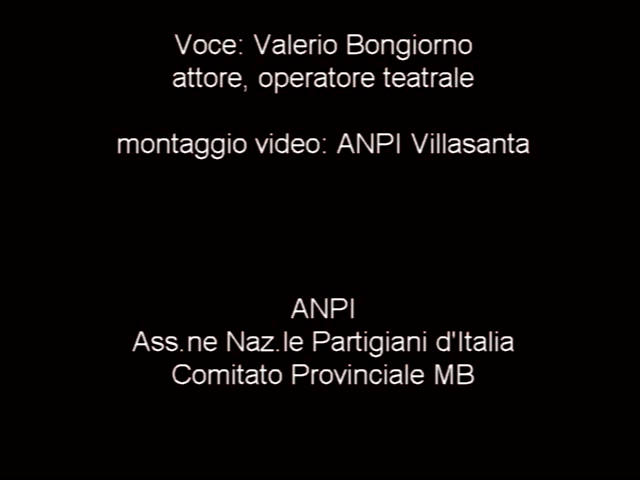 Voce: Valerio Bongiorno
attore, operatore teatrale
montaggio video: ANPI Villasanta
ANPI
Ass.ne Naz.le Partigiani d'Italia
Comitato Provinciale MB